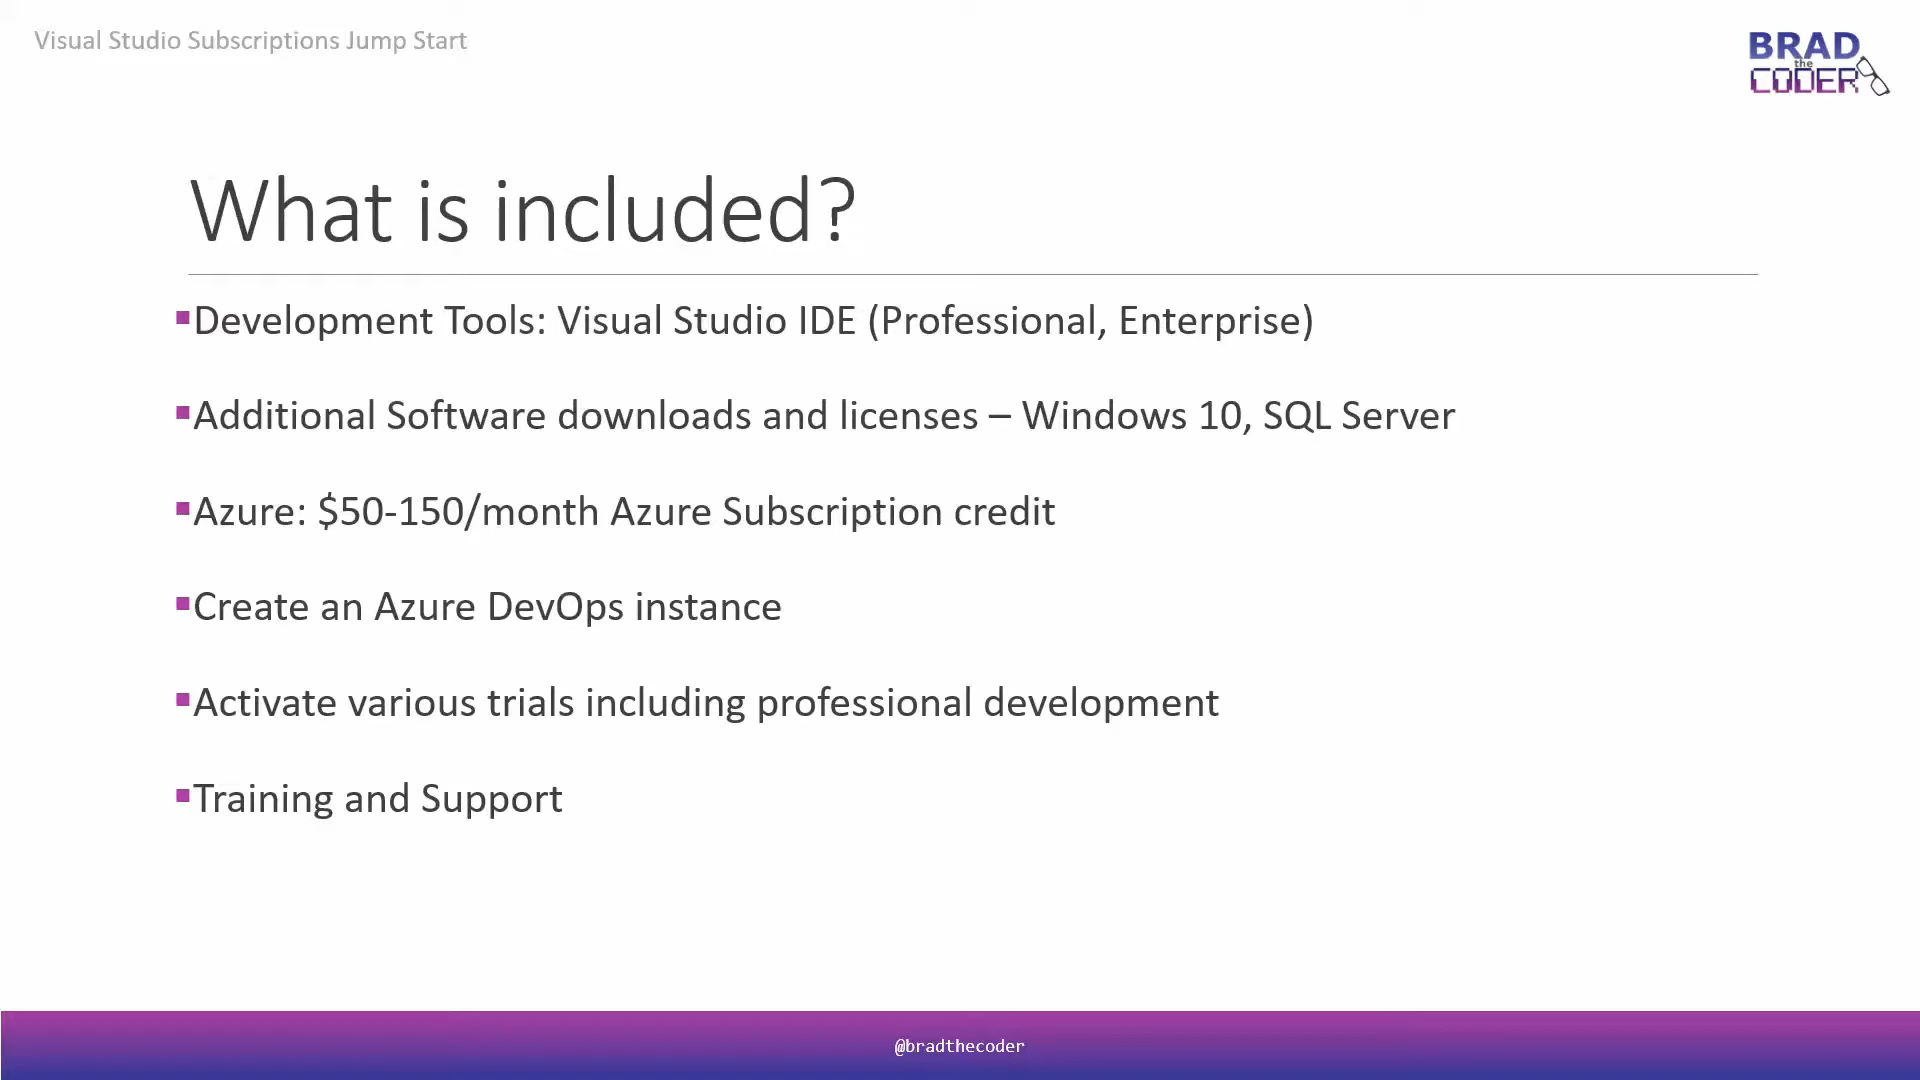 Visual Studio Subscriptions Jump Start
BRAD
the
CODER
What is included?
▪Development Tools: Visual Studio IDE (Professional, Enterprise)
▪Additional Software downloads and licenses – Windows 10, SQL Server
▪Azure: $50-150/month Azure Subscription credit
▪Create an Azure DevOps instance
▪Activate various trials including professional development
▪Training and Support
@bradthecoder